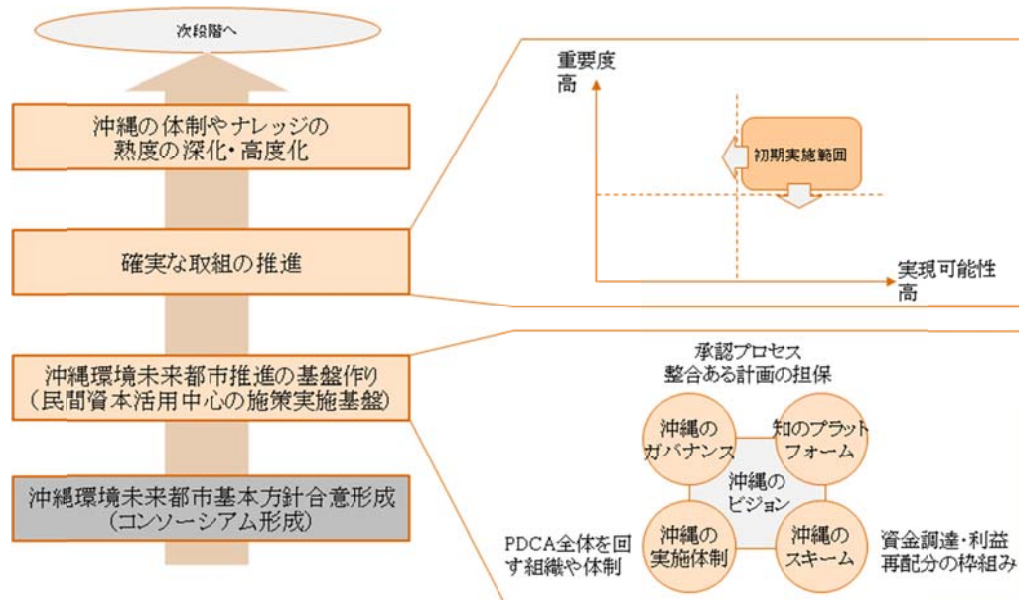 次段階へ
沖縄の体制やナレッジの
熟度の深化・高度化
確実な取組の推進
沖縄環境未来都市推進の基盤作り
(民間資本活用中心の施策実施基盤)
沖縄環境未来都市基本方針合意形成
(コンソーシアム形成)
重要度
高
初期実施範囲
実現可能性
高
承認プロセス
整合ある計画の担保
沖縄の
ガバナンス
知のプラット
フォーム
沖縄の
ビジョン
沖縄の
実施体制
沖縄の
スキーム
PDCA全体を回
す組織や体制
資金調達・利益
再配分の枠組み